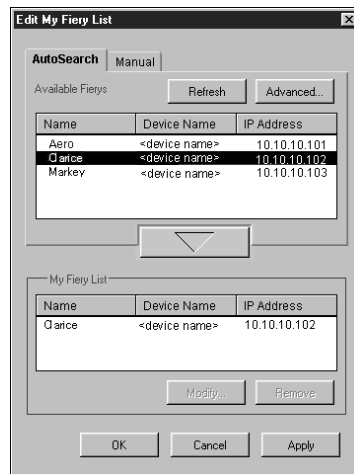 Edit My Fiery List
AutoSearch Manual
Available Fierys Refresh Advanced...
Name Device Name IP Address
Aero <device name> 10.10.10.101
Clarice <device name> 10.10.10.102
Markey <device name> 10.10.10.103
My Fiery List
Name Device Name IP Address
Clarice <device name> 10.10.10.102
Modify... Remove
OK Cancel Apply